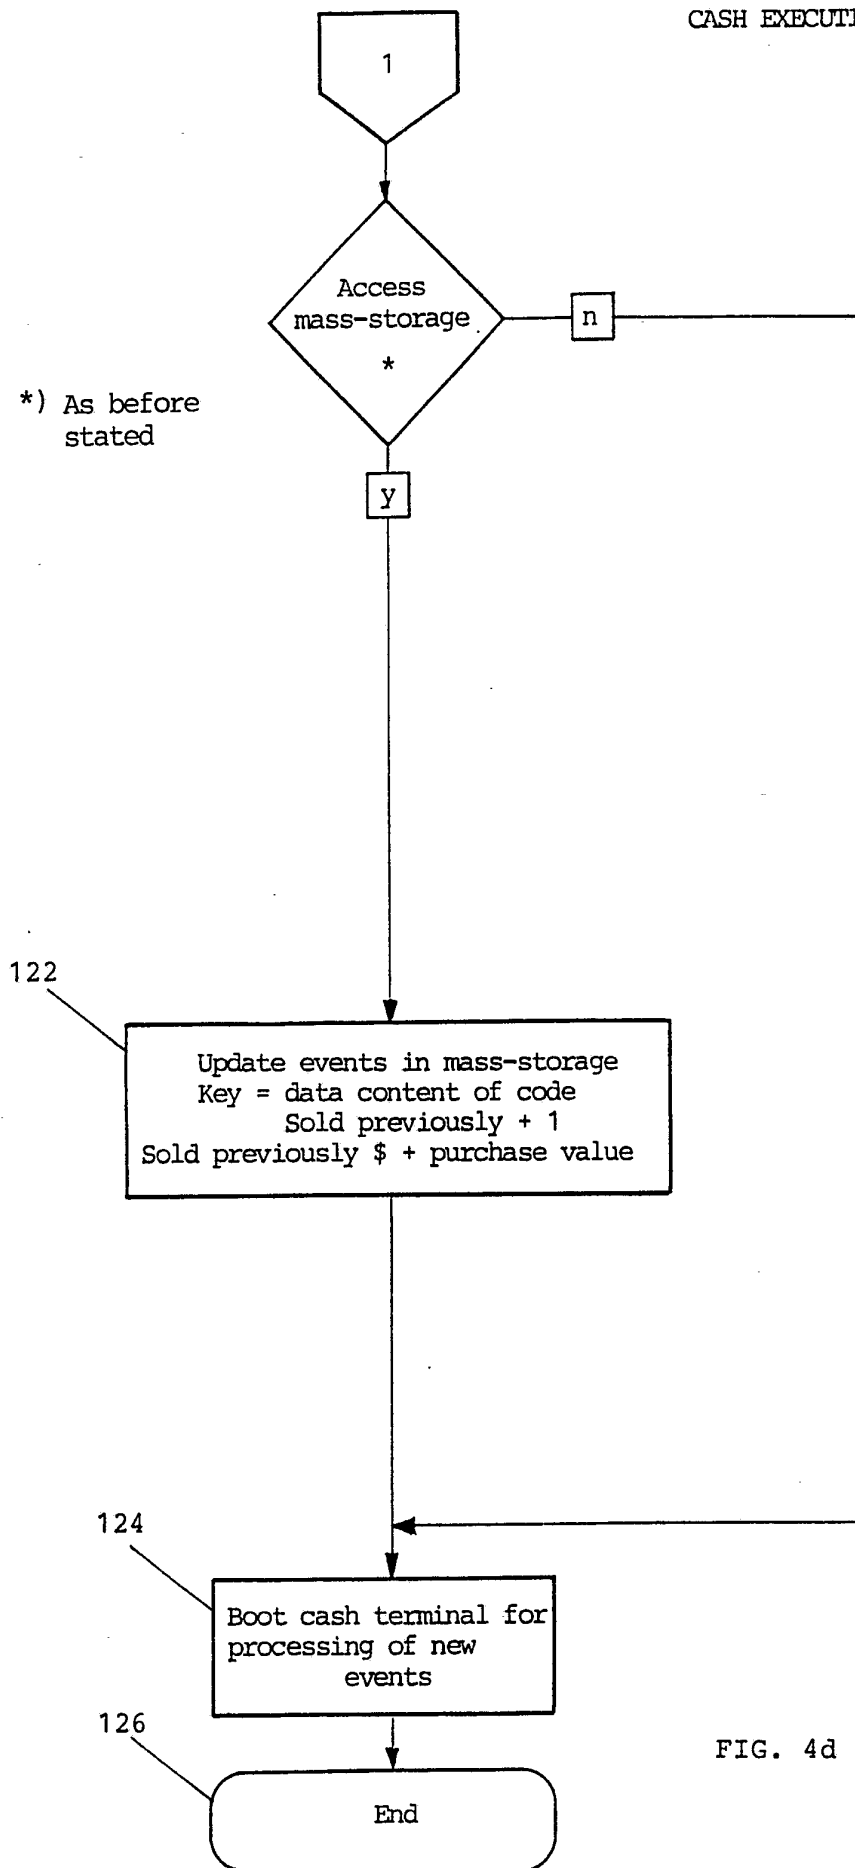 CASH EXECUTI
1
Access
mass-storage
*
n
*) As before
stated
y
122
Update events in mass-storage
Key = data content of code
Sold previously + 1
Sold previously $ + purchase value
124
Boot cash terminal for
processing of new
events
126
End
FIG. 4d